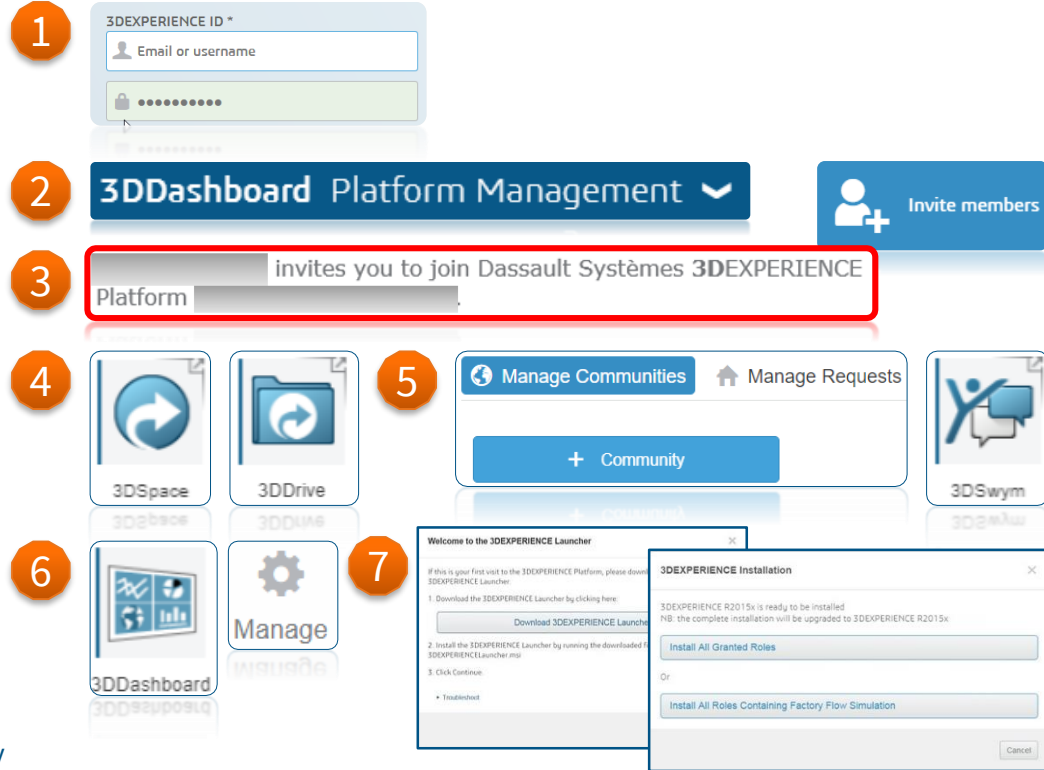 1
3DEXPERIENCE ID *
Email or username
2
3DDashboard Platform Management
Invite members
3
invites you to join Dassault Systèmes 3DEXPERIENCE
Platform .
4
3DSpace
3DDrive
5
Manage Communities
Manage Requests
+ Community
3DSwym
6
3DDashboard
Manage
7
Welcome to the 3DEXPERIENCE Launcher
If this is your first visit to the 3DEXPERIENCE Platform, please
3DEXPERIENCE Launcher.
1. Download the 3DEXPERIENCE Launcher by clicking here:
Download 3DEXPERIENCE
2. Install the 3DEXPERIENCE Launcher by running the downloaded
3DEXPERIENCELauncher.msi
3. Click Continue.
Troubleshoot
3DEXPERIENCE Installation
3DEXPERIENCE R2015x is ready to be installed
NB: the complete installation will be upgraded to 3DEXPERIENCE R2015x
Install All Granted Roles
Or
Install All Roles Containing Factory Flow Simulation
Cancel